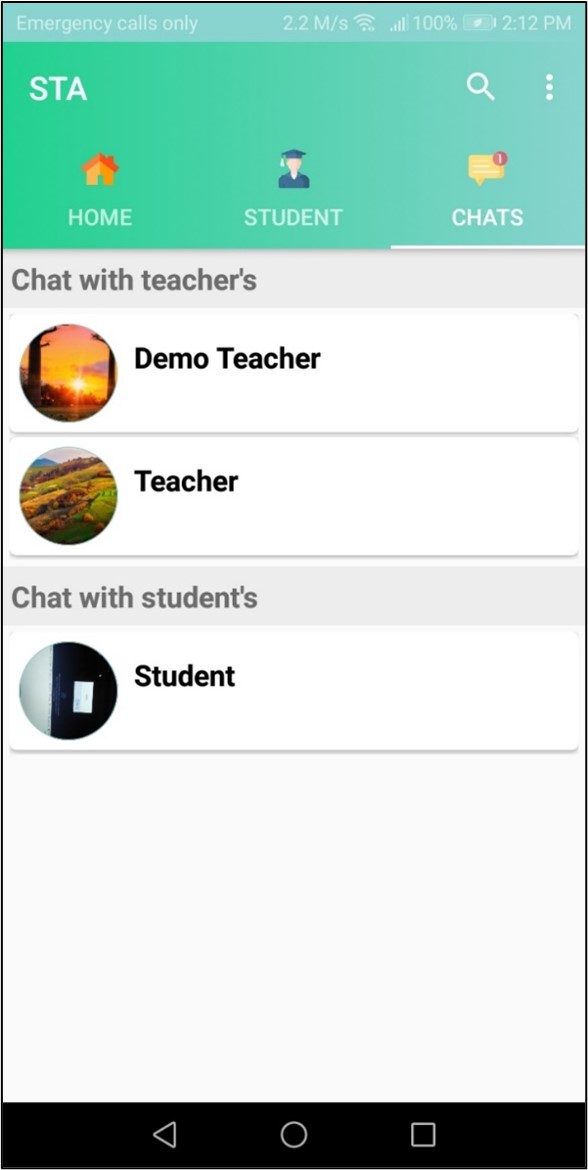 Emergency calls only 2.2 M/s 100% 2:12 PM
STA
1
HOME STUDENT CHATS
Chat with teacher's
Demo Teacher
Teacher
Chat with student's
Student